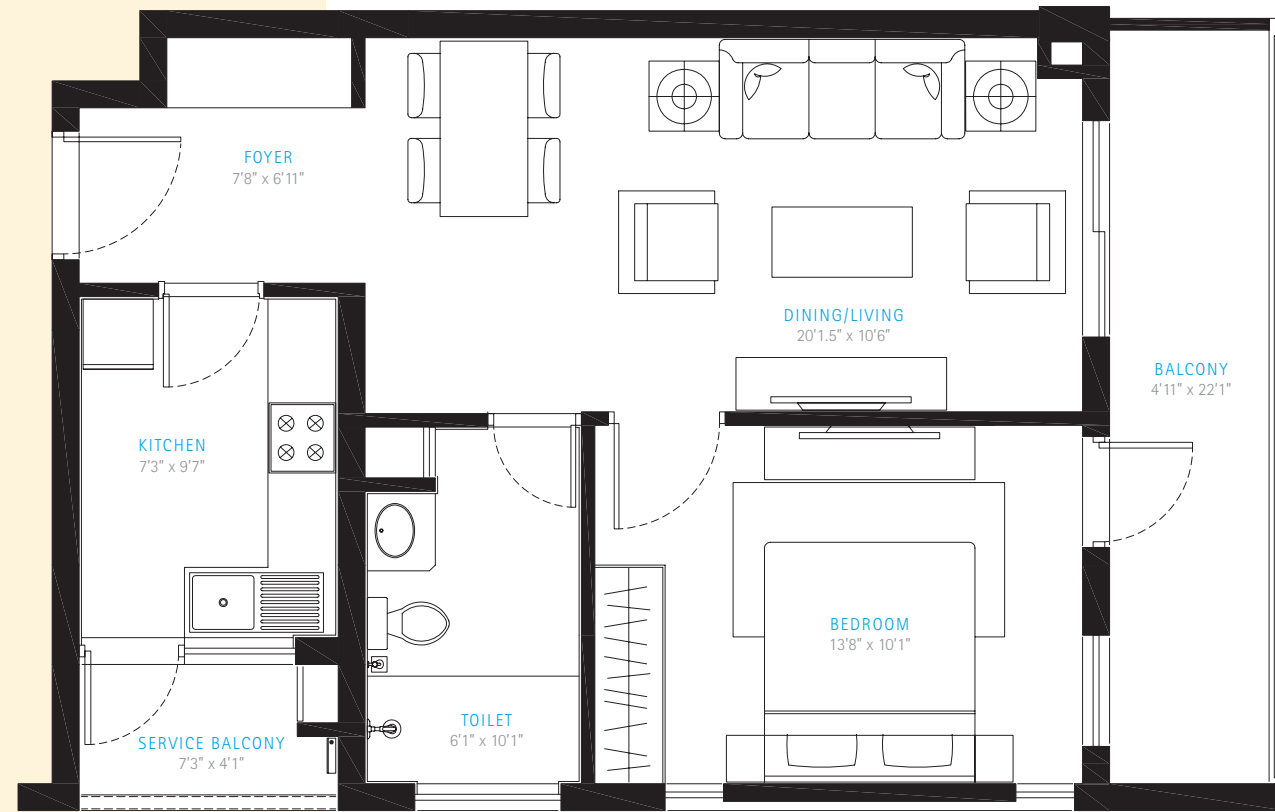 FOYER
7'8" x 6'11"
DINING/LIVING
20'1.5" x 10'6"
BALCONY
4'11" x 22'1"
KITCHEN
7'3" x 9'7"
BEDROOM
13'8" x 10'1"
TOILET
6'1" x 10'1"
SERVICE BALCONY
7'3" x 4'1"